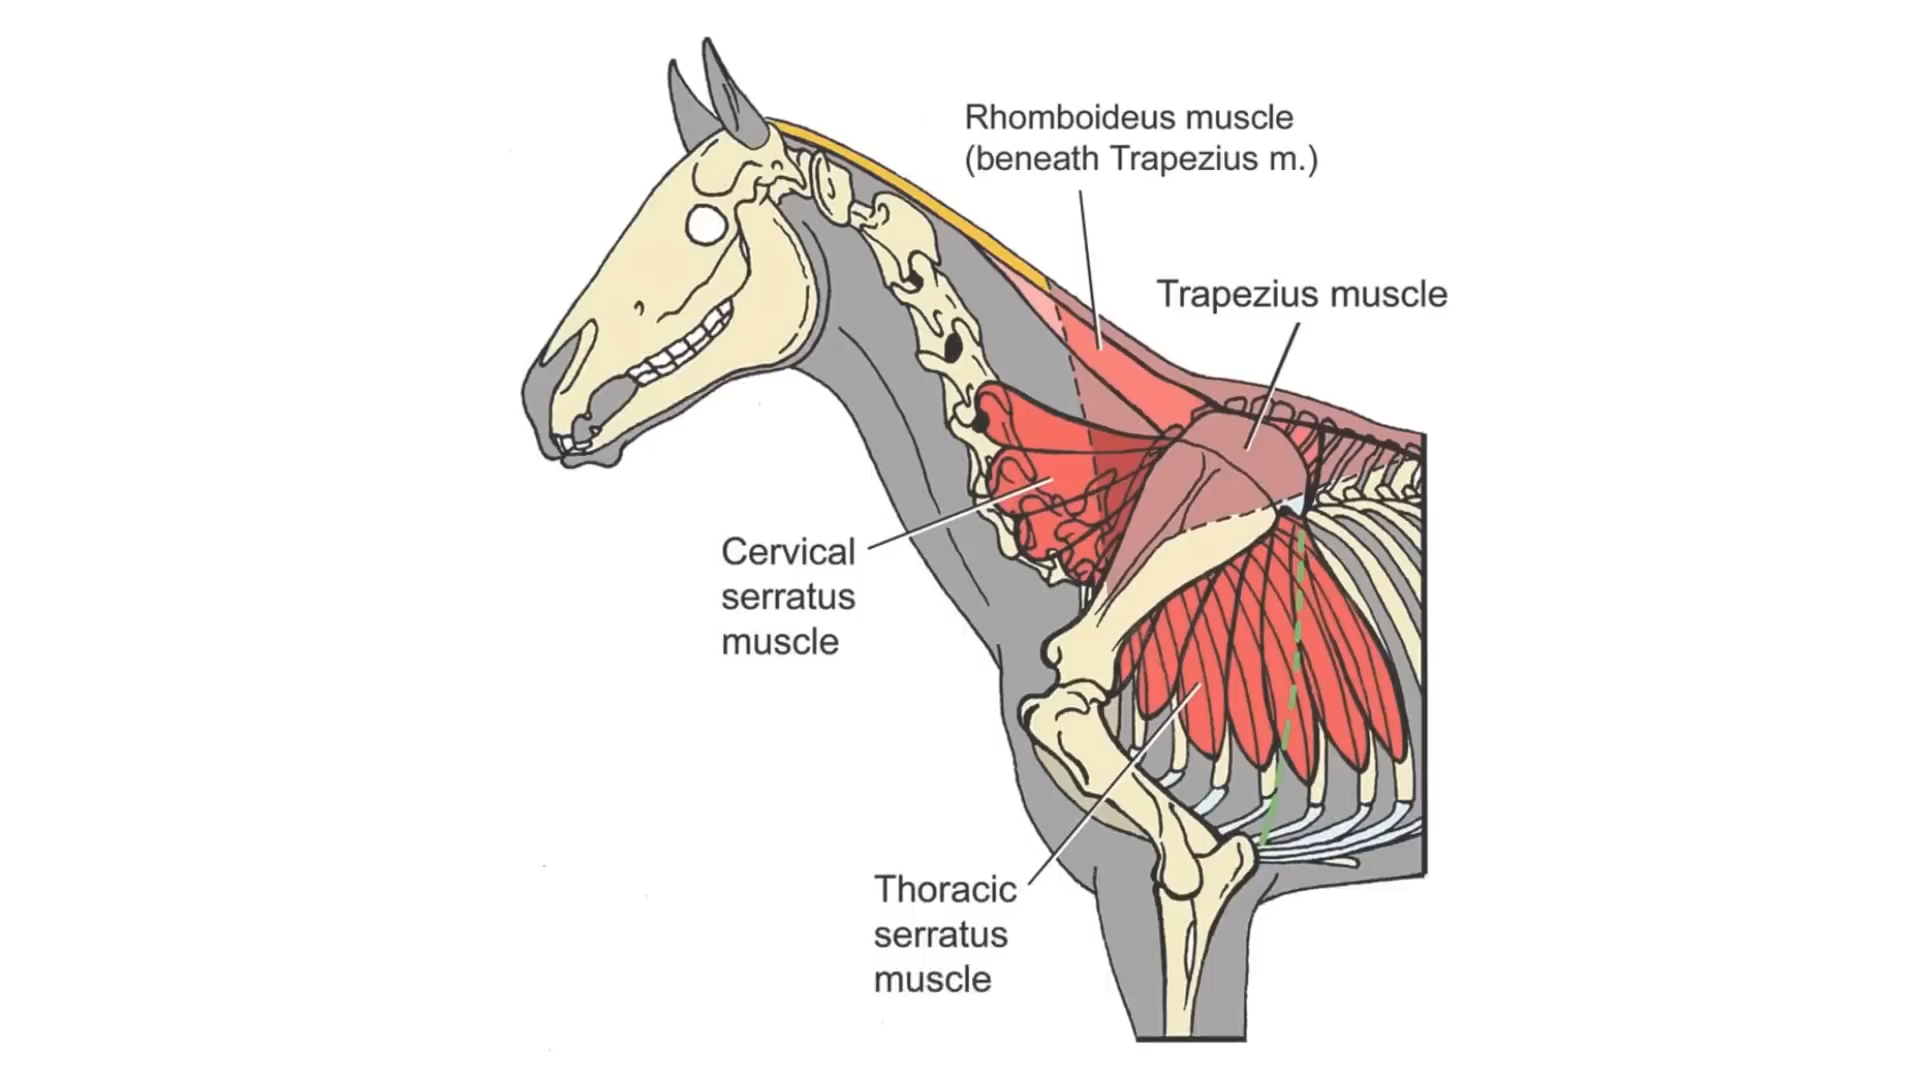 Rhomboideus muscle
(beneath Trapezius m.)
Trapezius muscle
Cervical
serratus
muscle
Thoracic
serratus
muscle